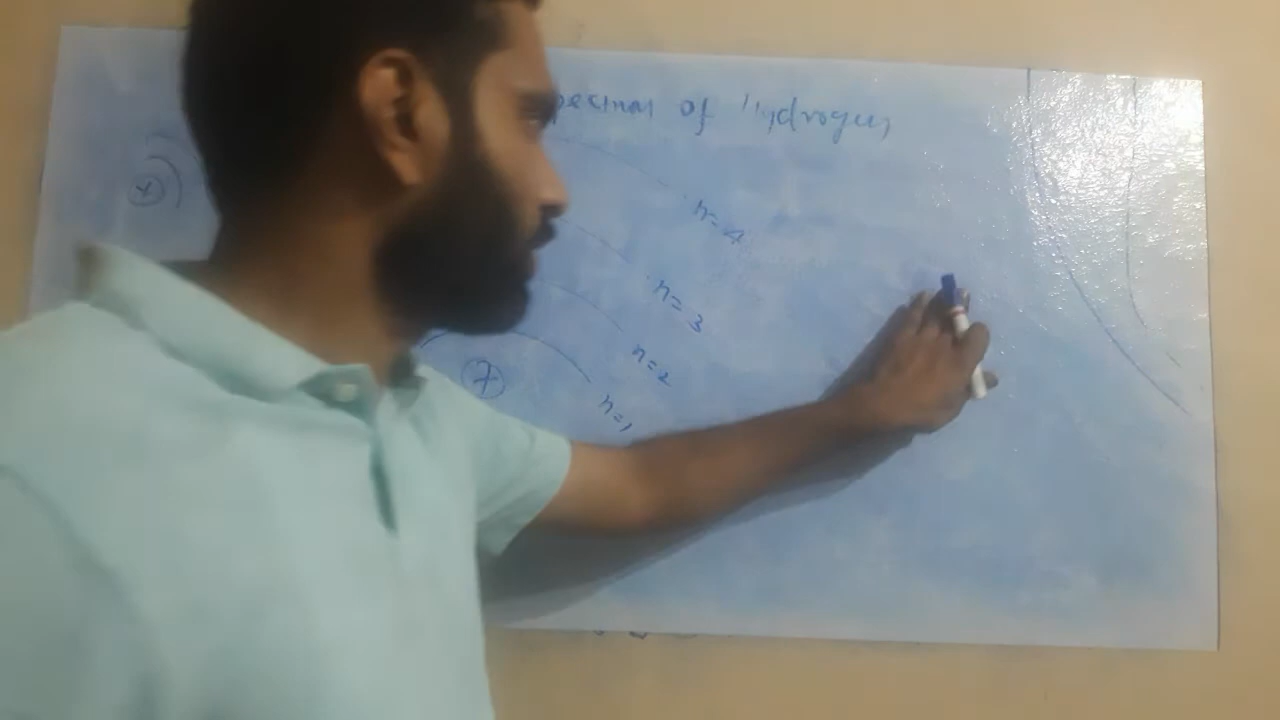 of Hydrogen
n=4
n=3
n=2
n=1
+
+